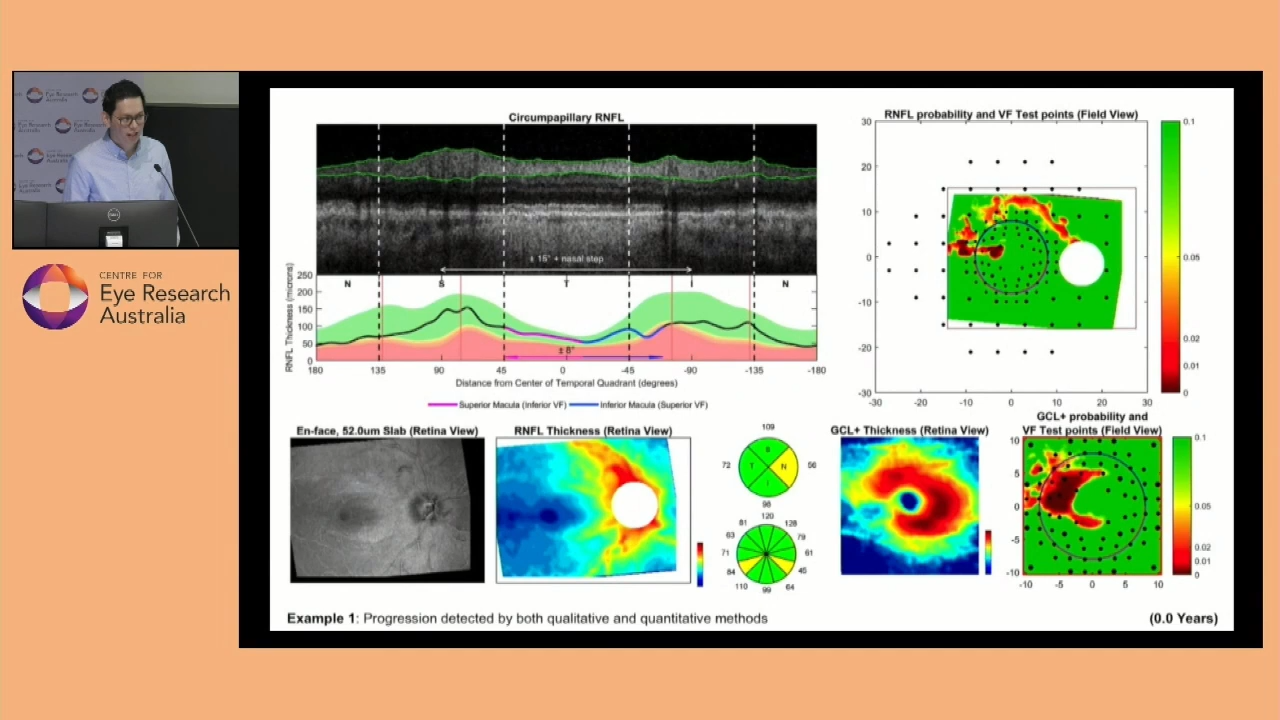 CENTRE FOR
Eye Research
Australia
Circumpapillary RNFL
± 15° + nasal step
RNFL Thickness (microns)
250
200
150
100
50
0
N
S
T
I
N
± 8°
180
135
90
45
0
-45
-90
-135
-180
Distance from Center of Temporal Quadrant (degrees)
Superior Macula (Inferior VF)
Inferior Macula (Superior VF)
RNFL probability and VF Test points (Field View)
30
20
10
0
-10
-20
-30
-30
-20
-10
0
10
20
30
0.1
0.05
0.02
0.01
0
En-face, 52.0um Slab (Retina View)
RNFL Thickness (Retina View)
109
72
S
T
N
I
56
98
120
81
128
63
79
71
61
84
45
110
99
64
GCL+ Thickness (Retina View)
GCL+ probability and
VF Test points (Field View)
10
5
0
-5
-10
-10
-5
0
5
10
0.1
0.05
0.02
0.01
0
Example 1: Progression detected by both qualitative and quantitative methods
(0.0 Years)